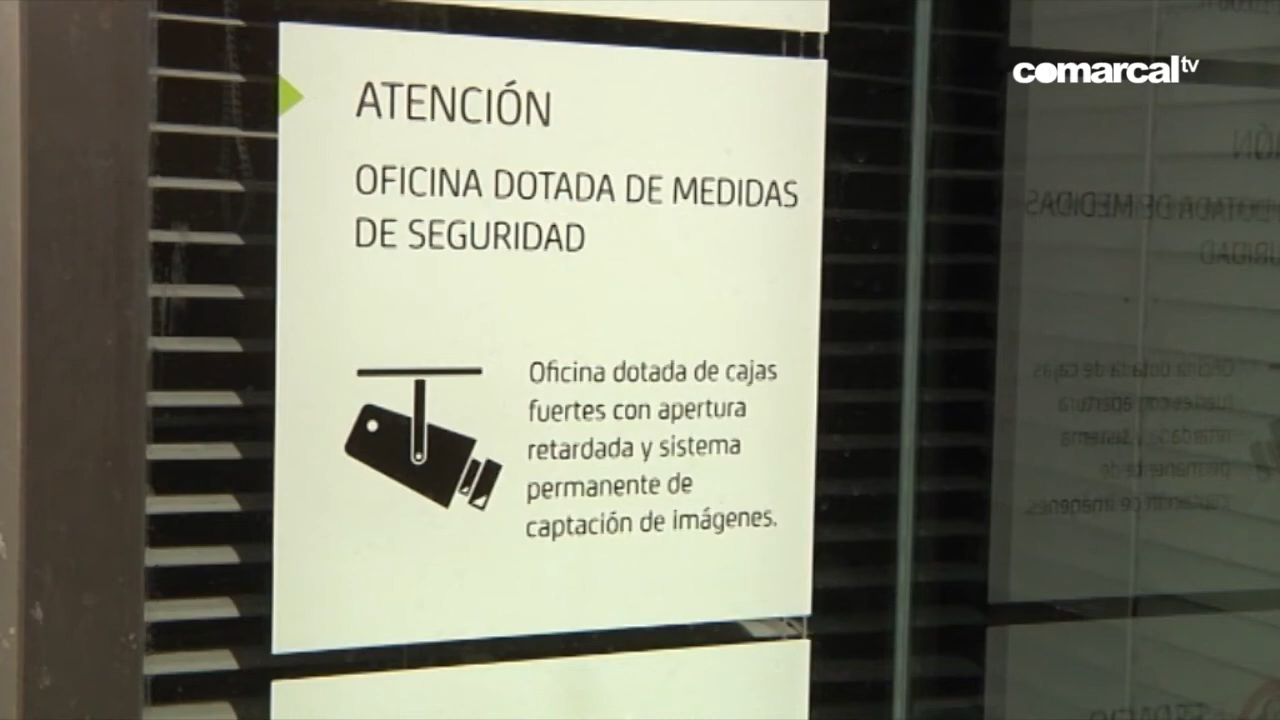 comarcal tv
ATENCIÓN
OFICINA DOTADA DE MEDIDAS
DE SEGURIDAD
Oficina dotada de cajas
fuertes con apertura
retardada y sistema
permanente de
captación de imágenes.